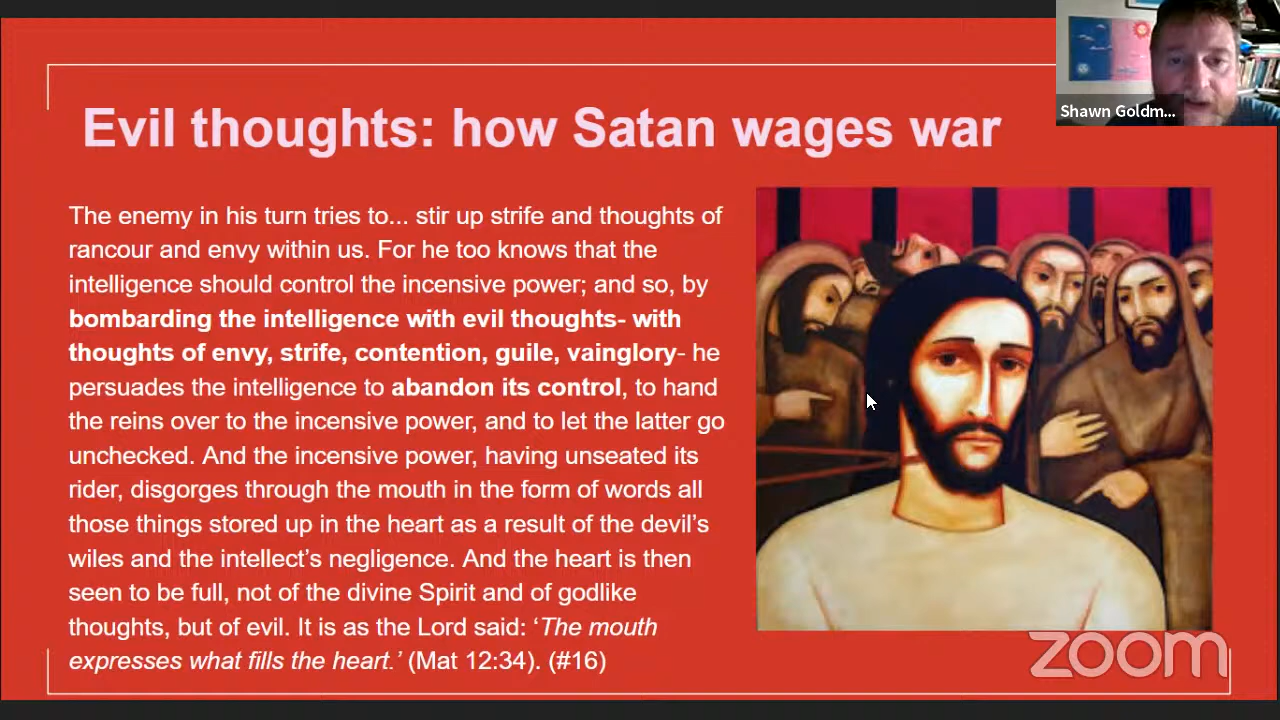 Evil thoughts: how Satan wages war
Shawn Goldm...
The enemy in his turn tries to... stir up strife and thoughts of
rancour and envy within us. For he too knows that the
intelligence should control the incensive power; and so, by
bombarding the intelligence with evil thoughts- with
thoughts of envy, strife, contention, guile, vainglory- he
persuades the intelligence to abandon its control, to hand
the reins over to the incensive power, and to let the latter go
unchecked. And the incensive power, having unseated its
rider, disgorges through the mouth in the form of words all
those things stored up in the heart as a result of the devil’s
wiles and the intellect’s negligence. And the heart is then
seen to be full, not of the divine Spirit and of godlike
thoughts, but of evil. It is as the Lord said: ‘The mouth
expresses what fills the heart.’ (Mat 12:34). (#16)
zoom